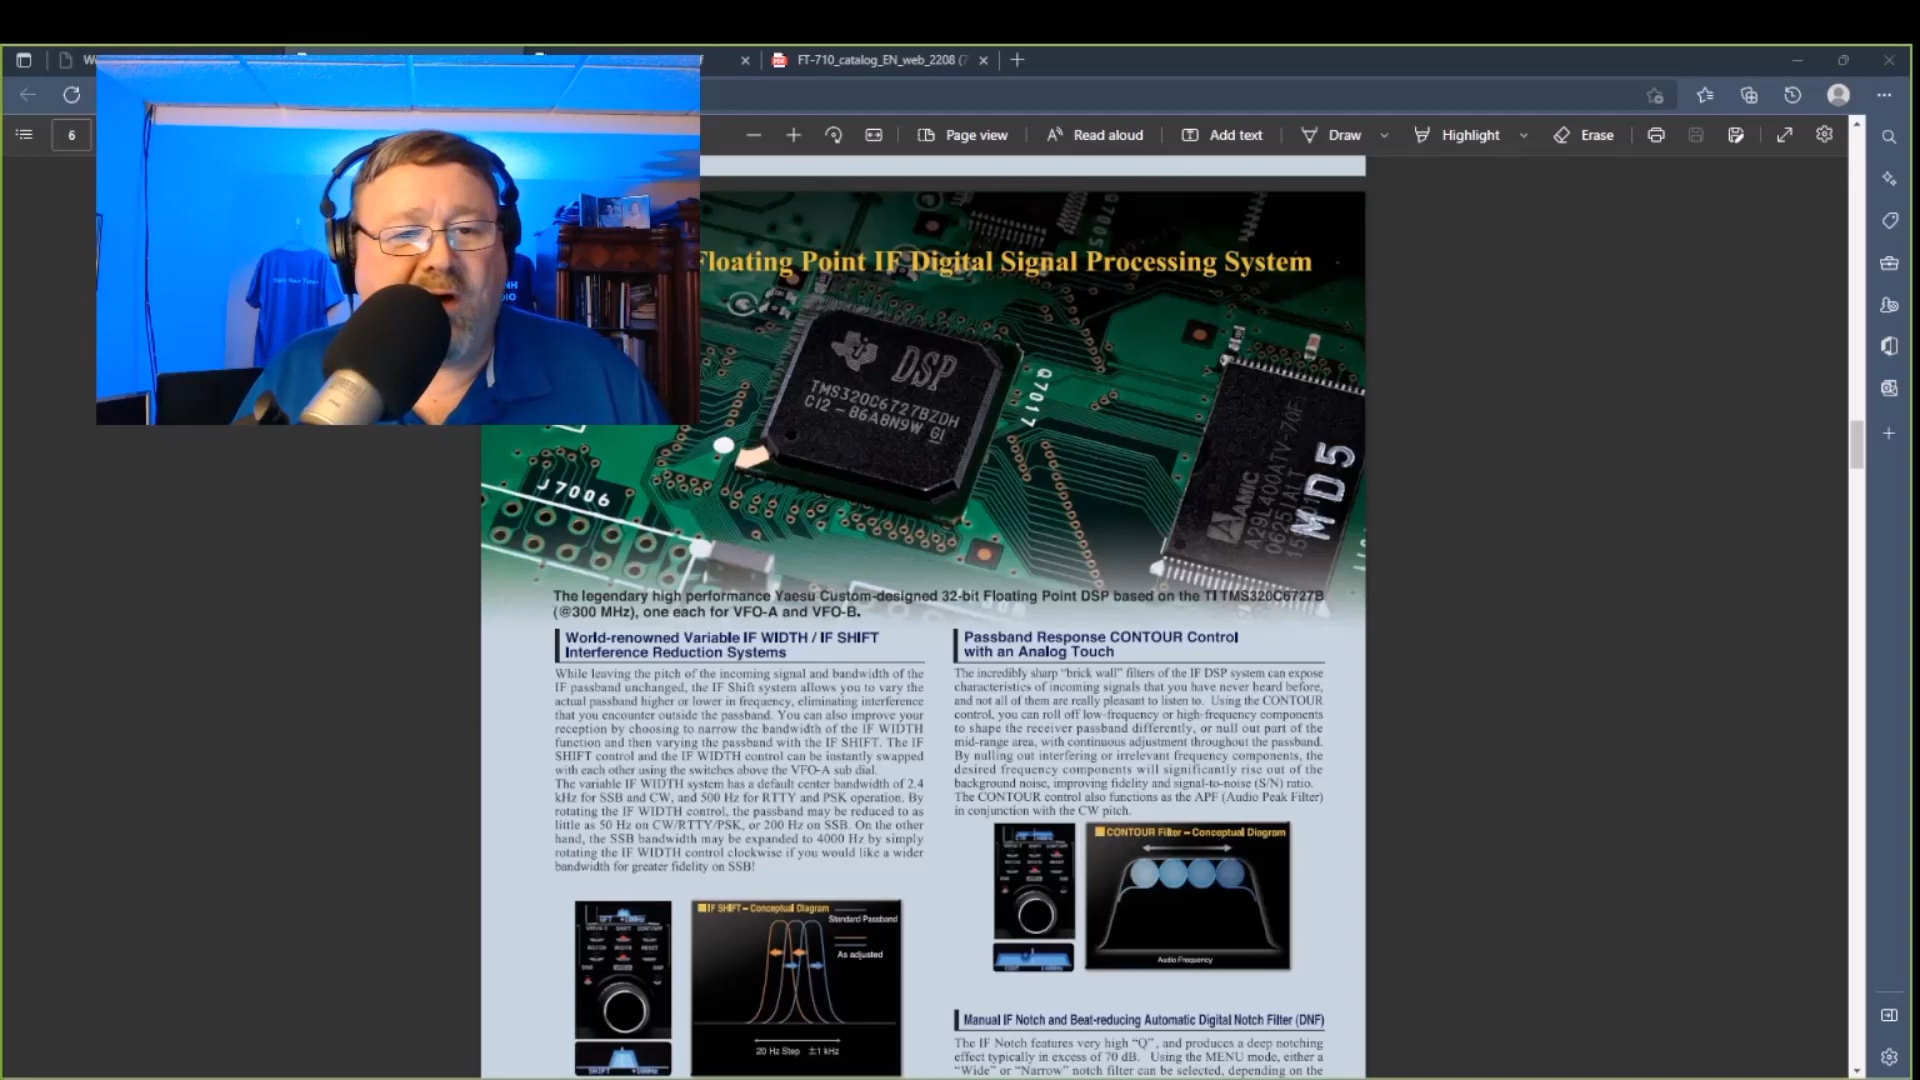 W
FT-710_catalog_EN_web_2208 (
6
Page view
Read aloud
Add text
Draw
Highlight
Erase
Floating Point IF Digital Signal Processing System
DSP
TMS320C6727BZDH
CI2-86A8N9W G1
Q7017
Q7005
J7006
AMIC
A29L400ATV-70F
MD5
The legendary high performance Yaesu Custom-designed 32-bit Floating Point DSP based on the TI TMS320C6727B
(@300 MHz), one each for VFO-A and VFO-B.
World-renowned Variable IF WIDTH / IF SHIFT
Interference Reduction Systems
While leaving the pitch of the incoming signal and bandwidth of the
IF passband unchanged, the IF Shift system allows you to vary the
actual passband higher or lower in frequency, eliminating interference
that you encounter outside the passband. You can also improve your
reception by choosing to narrow the bandwidth of the IF WIDTH
function and then varying the passband with the IF SHIFT. The IF
SHIFT control and the IF WIDTH control can be instantly swapped
with each other using the switches above the VFO-A sub dial.
The variable IF WIDTH system has a default center bandwidth of 2.4
kHz for SSB and CW, and 500 Hz for RTTY and PSK operation. By
rotating the IF WIDTH control, the passband may be reduced to as
little as 50 Hz on CW/RTTY/PSK, or 200 Hz on SSB. On the other
hand, the SSB bandwidth may be expanded to 4000 Hz by simply
rotating the IF WIDTH control clockwise if you would like a wider
bandwidth for greater fidelity on SSB!
IF SHIFT – Conceptual Diagram
Standard Passband
As adjusted
20 Hz Step ±1 kHz
SHIFT +100Hz
Passband Response CONTOUR Control
with an Analog Touch
The incredibly sharp “brick wall” filters of the IF DSP system can expose
characteristics of incoming signals that you have never heard before,
and not all of them are really pleasant to listen to. Using the CONTOUR
control, you can roll off low-frequency or high-frequency components
to shape the receiver passband differently, or null out part of the
mid-range area, with continuous adjustment throughout the passband.
By nulling out interfering or irrelevant frequency components, the
desired frequency components will significantly rise out of the
background noise, improving fidelity and signal-to-noise (S/N) ratio.
The CONTOUR control also functions as the APF (Audio Peak Filter)
in conjunction with the CW pitch.
CONTOUR Filter – Conceptual Diagram
Audio Frequency
Manual IF Notch and Beat-reducing Automatic Digital Notch Filter (DNF)
The IF Notch features very high “Q”, and produces a deep notching
effect typically in excess of 70 dB. Using the MENU mode, either a
“Wide” or “Narrow” notch filter can be selected, depending on the